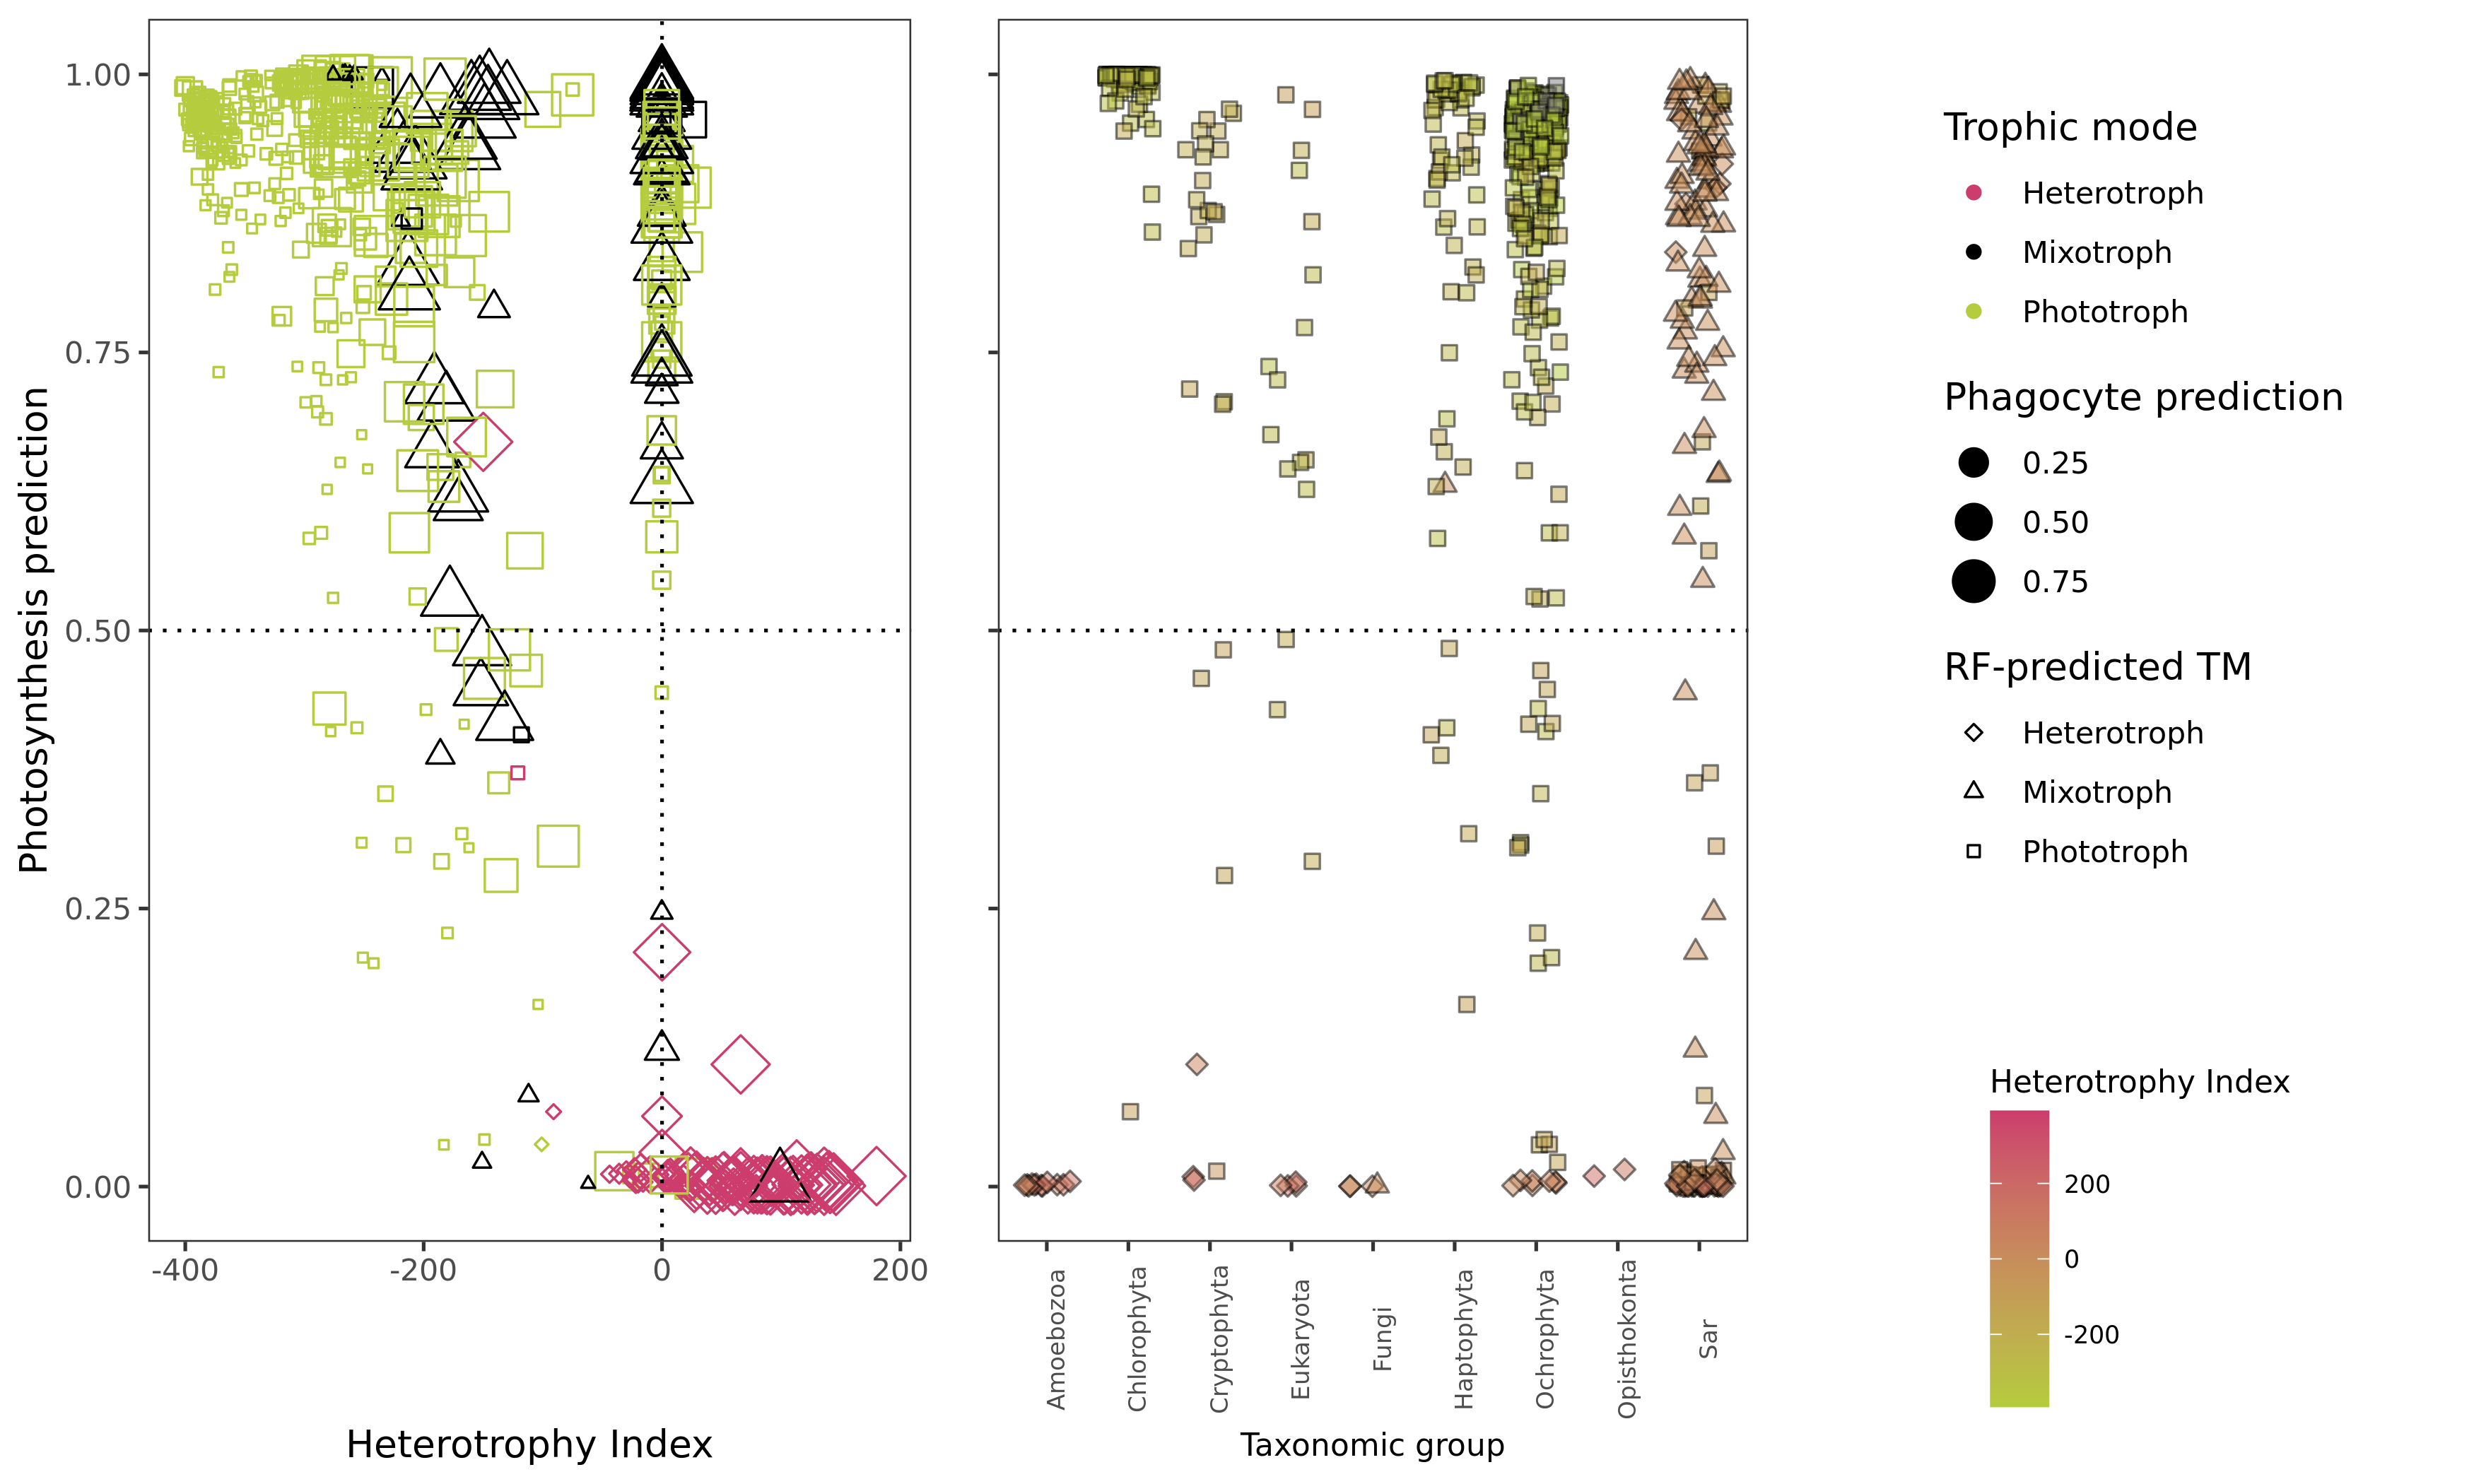 Photosynthesis prediction
1.00
0.75
0.50
0.25
0.00
-400
-200
0
200
Heterotrophy Index
Amoebozoa
Chlorophyta
Cryptophyta
Eukaryota
Fungi
Haptophyta
Ochrophyta
Opisthokonta
Sar
Taxonomic group
Trophic mode
Heterotroph
Mixotroph
Phototroph
Phagocyte prediction
0.25
0.50
0.75
RF-predicted TM
Heterotroph
Mixotroph
Phototroph
Heterotrophy Index
200
0
-200